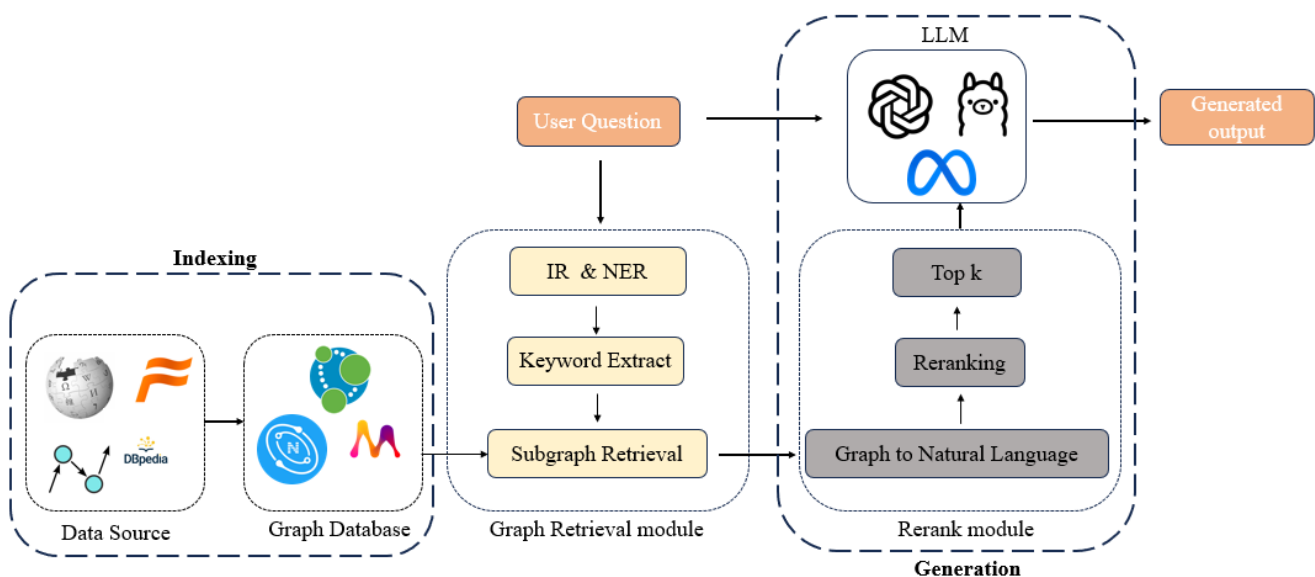 LLM
User Question
Generated
output
Indexing
IR & NER
Keyword Extract
Subgraph Retrieval
Top k
Reranking
Graph to Natural Language
DBpedia
N
Data Source
Graph Database
Graph Retrieval module
Rerank module
Generation